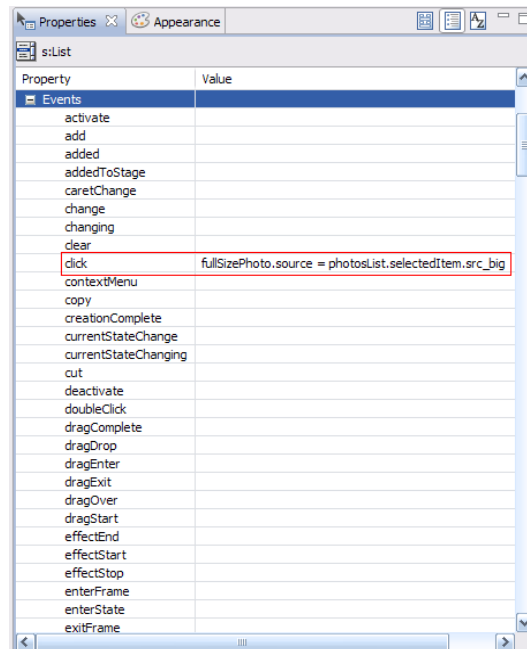 Properties Appearance
s:List
Property Value
Events
activate
add
added
addedToStage
caretChange
change
changing
clear
click fullSizePhoto.source = photosList.selectedItem.src_big
contextMenu
copy
creationComplete
currentStateChange
currentStateChanging
cut
deactivate
doubleClick
dragComplete
dragDrop
dragEnter
dragExit
dragOver
dragStart
effectEnd
effectStart
effectStop
enterFrame
enterState
exitFrame